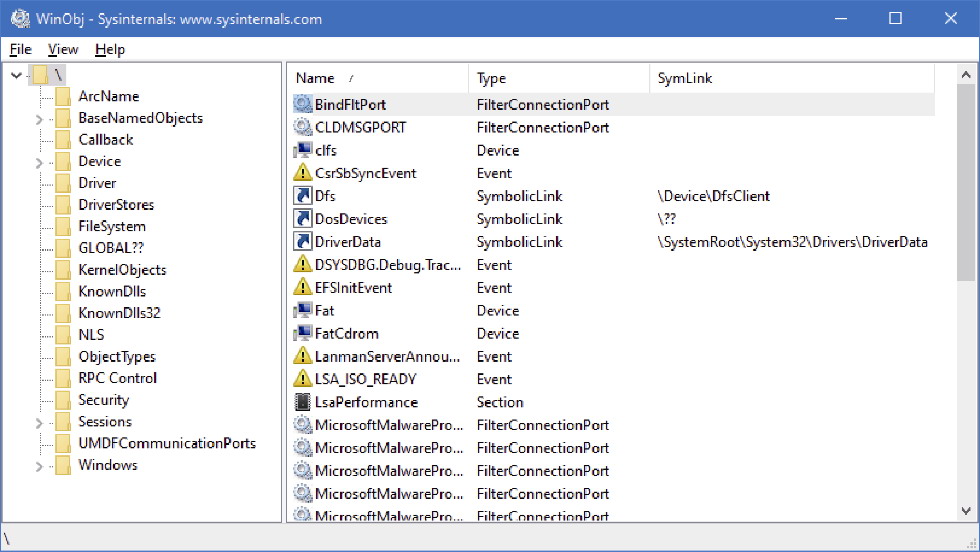 WinObj - Sysinternals: www.sysinternals.com
File View Help
\
ArcName
BaseNamedObjects
Callback
Device
Driver
DriverStores
FileSystem
GLOBAL??
KernelObjects
KnownDlls
KnownDlls32
NLS
ObjectTypes
RPC Control
Security
Sessions
UMDFCommunicationPorts
Windows
Name / Type SymLink
BindFltPort FilterConnectionPort
CLDMSGPORT FilterConnectionPort
clfs Device
CsrSbSyncEvent Event
Dfs SymbolicLink \Device\DfsClient
DosDevices SymbolicLink \??
DriverData SymbolicLink \SystemRoot\System32\Drivers\DriverData
DSYSDBG.Debug.Trac... Event
EFSInitEvent Event
Fat Device
FatCdrom Device
LanmanServerAnnou... Event
LSA_ISO_READY Event
LsaPerformance Section
MicrosoftMalwarePro... FilterConnectionPort
MicrosoftMalwarePro... FilterConnectionPort
MicrosoftMalwarePro... FilterConnectionPort
MicrosoftMalwarePro... FilterConnectionPort
MicrosoftMalwarePro... FilterConnectionPort
\